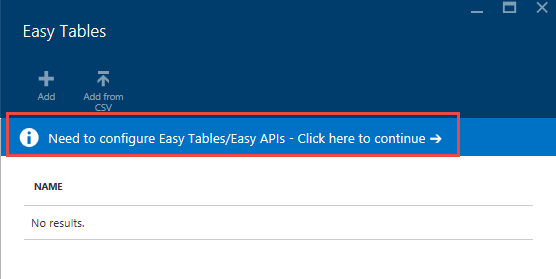 Easy Tables
Add
Add from
CSV
Need to configure Easy Tables/Easy APIs - Click here to continue ➔
NAME
No results.